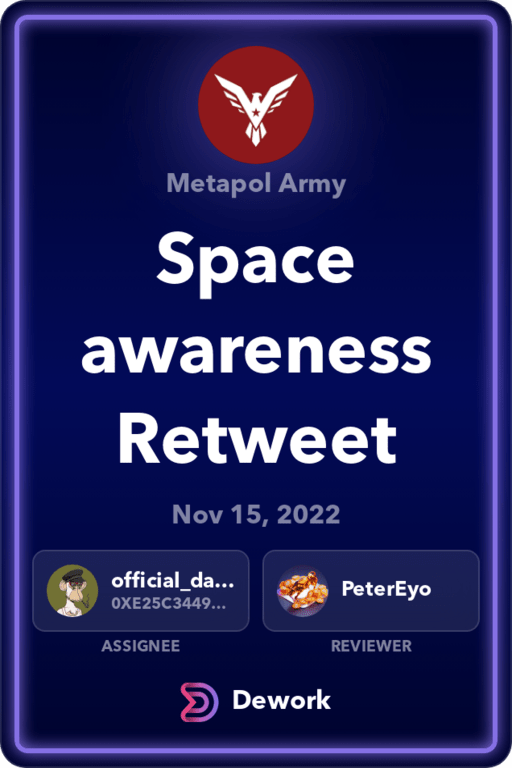 Metapol Army
Space
awareness
Retweet
Nov 15, 2022
official_da...
0XE25C3449...
PeterEyo
ASSIGNEE
REVIEWER
Dework